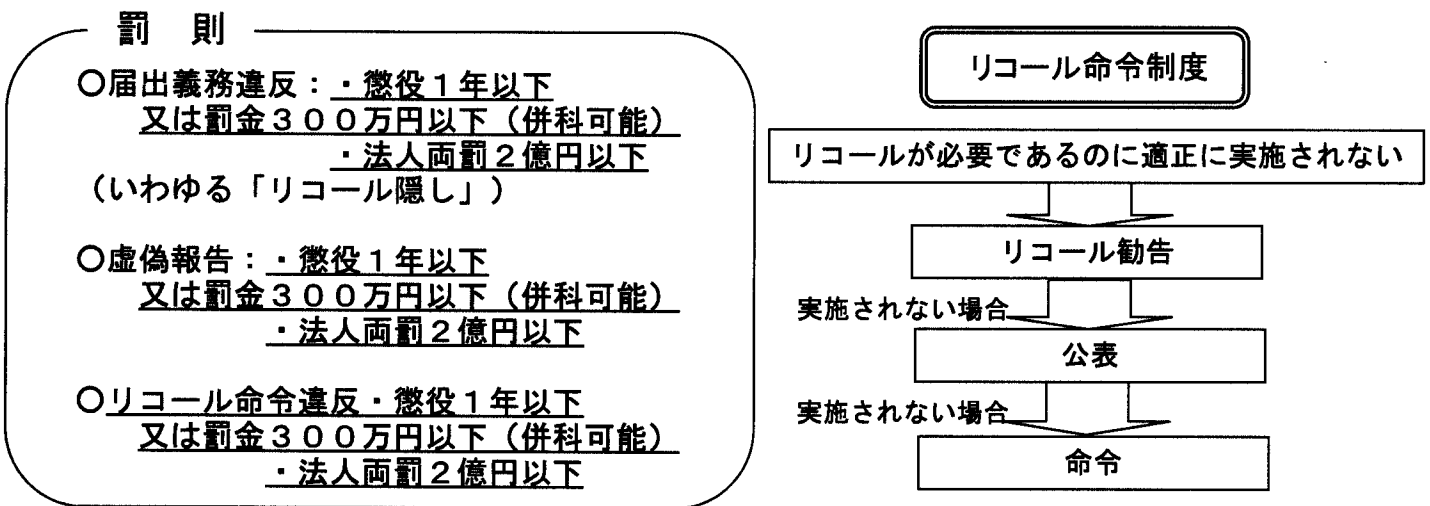 罰 則
○届出義務違反：・懲役１年以下
又は罰金３００万円以下（併科可能）
・法人両罰２億円以下
（いわゆる「リコール隠し」）
○虚偽報告：・懲役１年以下
又は罰金３００万円以下（併科可能）
・法人両罰２億円以下
○リコール命令違反・懲役１年以下
又は罰金３００万円以下（併科可能）
・法人両罰２億円以下
リコール命令制度
リコールが必要であるのに適正に実施されない
リコール勧告
実施されない場合
公表
実施されない場合
命令